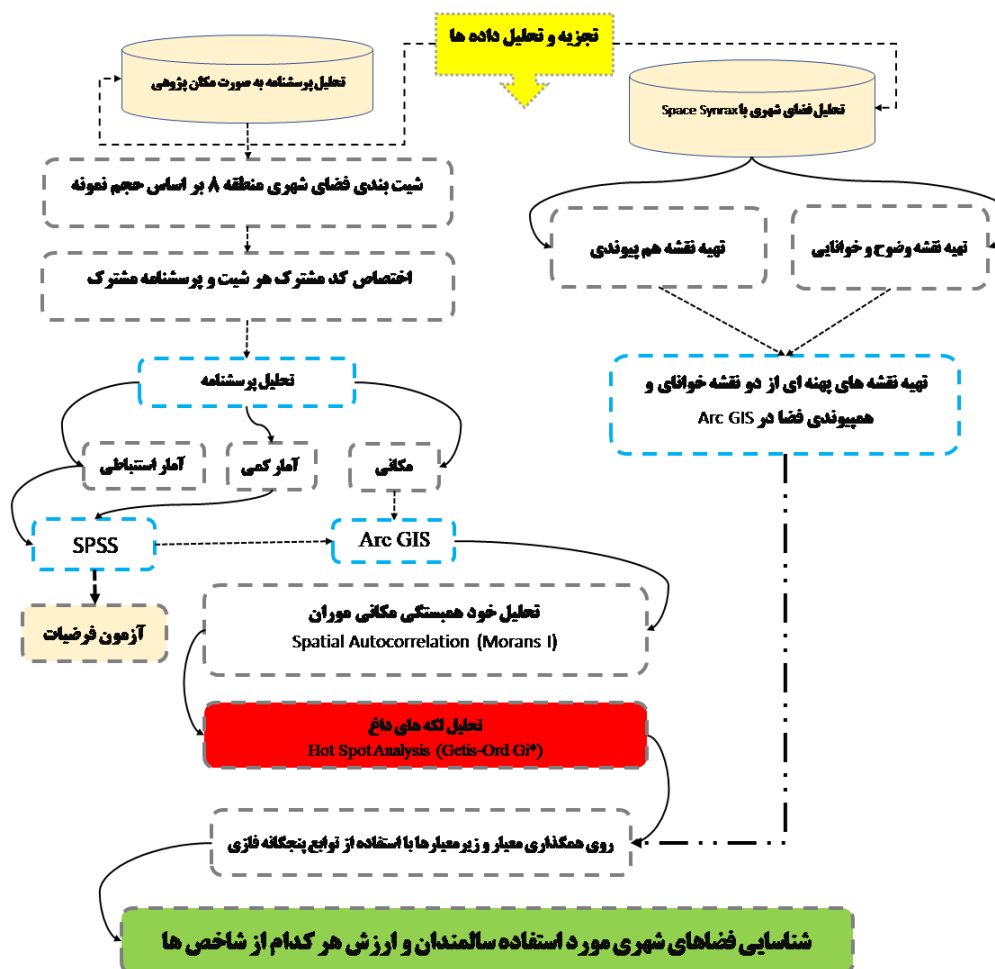 تجزیه و تحلیل داده ها
تحلیل پرسشنامه به صورت مکان پژوهی
تحلیل فضای شهری با Space Synrax
شیت بندی فضای شهری منطقه ۸ بر اساس حجم نمونه
تهیه نقشه هم پیوندی
تهیه نقشه وضوح و خوانایی
اختصاص کد مشترک هر شیت و پرسشنامه مشترک
تحلیل پرسشنامه
تهیه نقشه های پهنه ای از دو نقشه خوانای و
همپیوندی فضا در Arc GIS
آمار استنباطی
آمار کمی
مکانی
SPSS
Arc GIS
آزمون فرضیات
تحلیل خود همبستگی مکانی موران
Spatial Autocorrelation (Morans I)
تحلیل لکه های داغ
Hot Spot Analysis (Getis-Ord Gi*)
روی همگذاری معیار و زیرمعیارها با استفاده از توابع پنجگانه فازی
شناسایی فضاهای شهری مورد استفاده سالمندان و ارزش هر کدام از شاخص ها